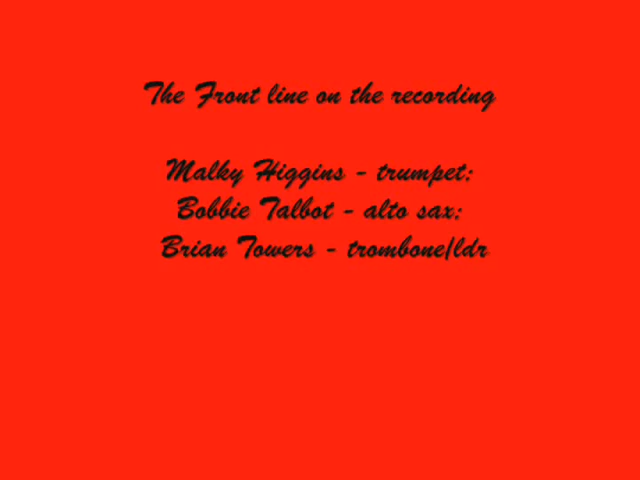 The Front line on the recording
Malky Higgins - trumpet:
Bobbie Talbot - alto sax:
Brian Towers - trombone/ldr